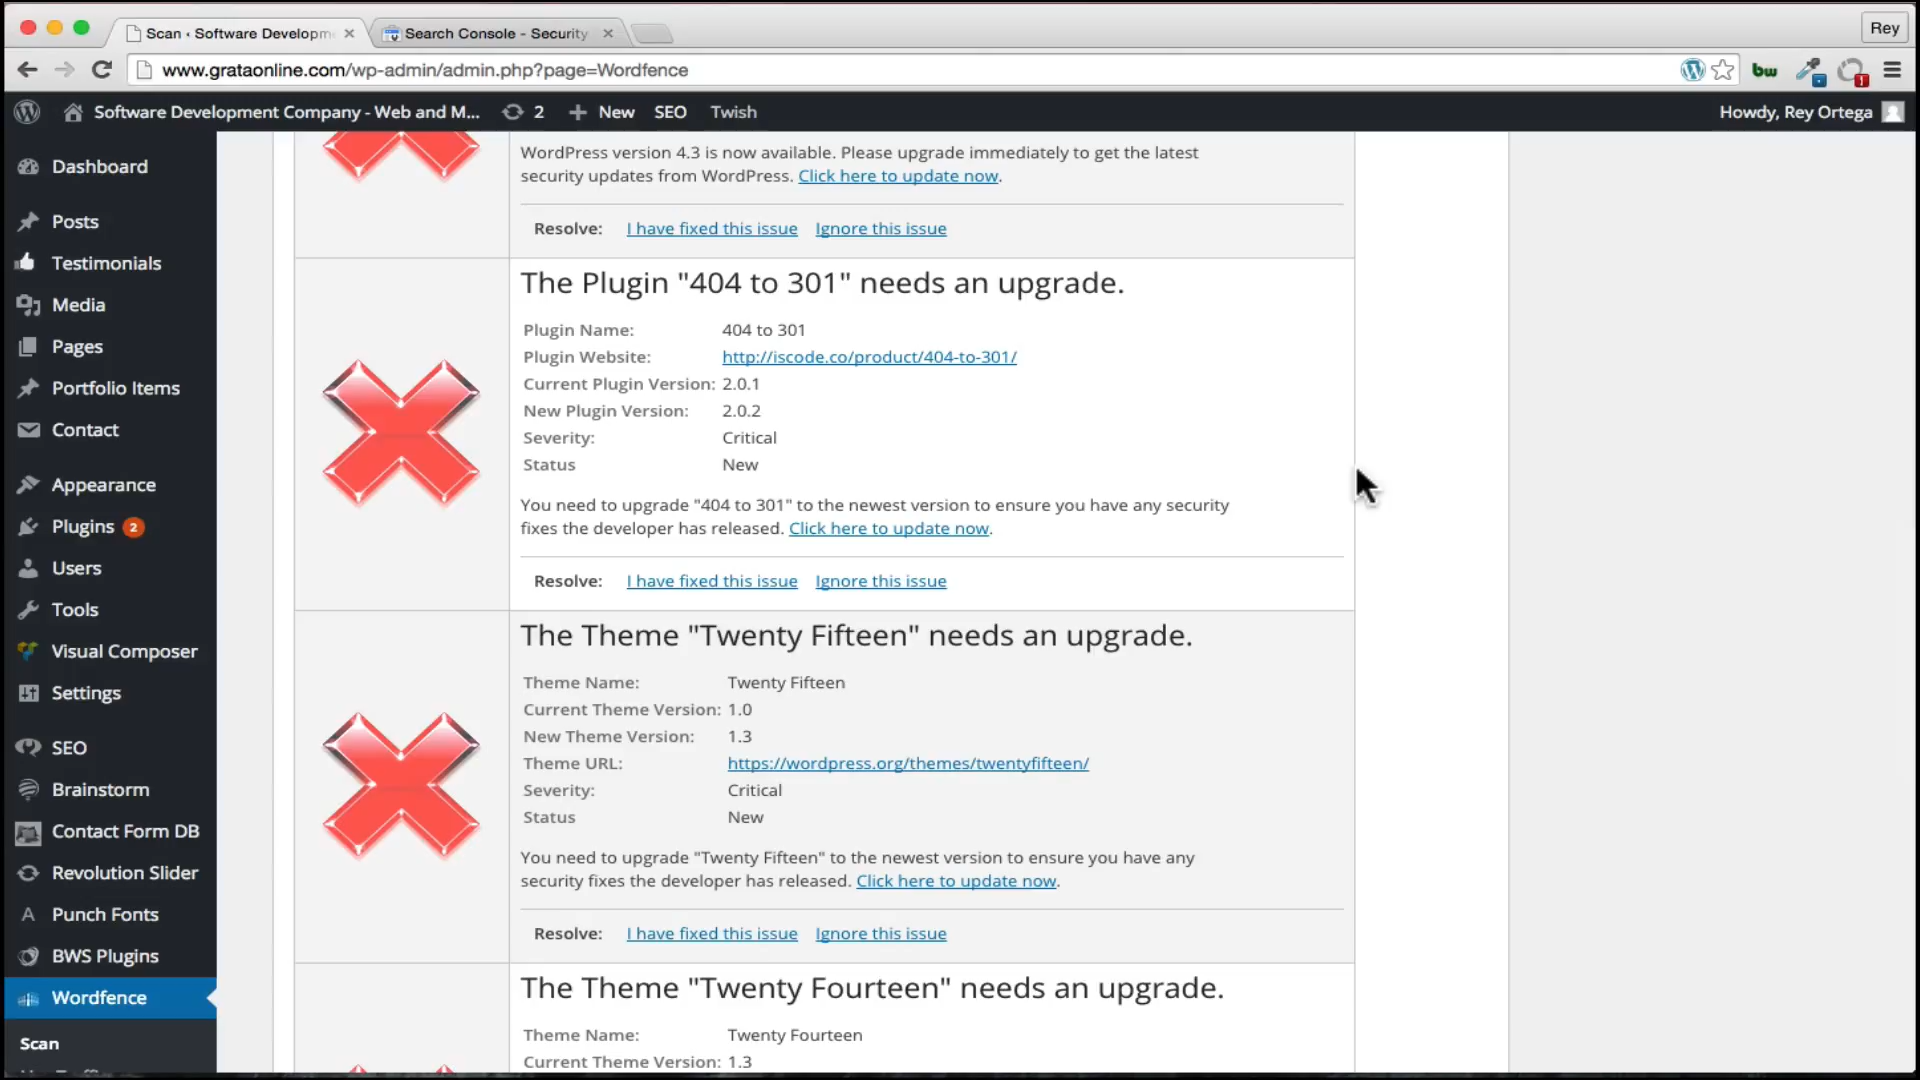 Scan ‹ Software Developm
Search Console - Security
Rey
www.grataonline.com/wp-admin/admin.php?page=Wordfence
bw
Software Development Company - Web and M...
2
New
SEO
Twish
Howdy, Rey Ortega
Dashboard
Posts
Testimonials
Media
Pages
Portfolio Items
Contact
Appearance
Plugins 2
Users
Tools
Visual Composer
Settings
SEO
Brainstorm
Contact Form DB
Revolution Slider
Punch Fonts
BWS Plugins
Wordfence
Scan
WordPress version 4.3 is now available. Please upgrade immediately to get the latest
security updates from WordPress. Click here to update now.
Resolve: I have fixed this issue Ignore this issue
The Plugin "404 to 301" needs an upgrade.
Plugin Name: 404 to 301
Plugin Website: http://iscode.co/product/404-to-301/
Current Plugin Version: 2.0.1
New Plugin Version: 2.0.2
Severity: Critical
Status New
You need to upgrade "404 to 301" to the newest version to ensure you have any security
fixes the developer has released. Click here to update now.
Resolve: I have fixed this issue Ignore this issue
The Theme "Twenty Fifteen" needs an upgrade.
Theme Name: Twenty Fifteen
Current Theme Version: 1.0
New Theme Version: 1.3
Theme URL: https://wordpress.org/themes/twentyfifteen/
Severity: Critical
Status New
You need to upgrade "Twenty Fifteen" to the newest version to ensure you have any
security fixes the developer has released. Click here to update now.
Resolve: I have fixed this issue Ignore this issue
The Theme "Twenty Fourteen" needs an upgrade.
Theme Name: Twenty Fourteen
Current Theme Version: 1.3